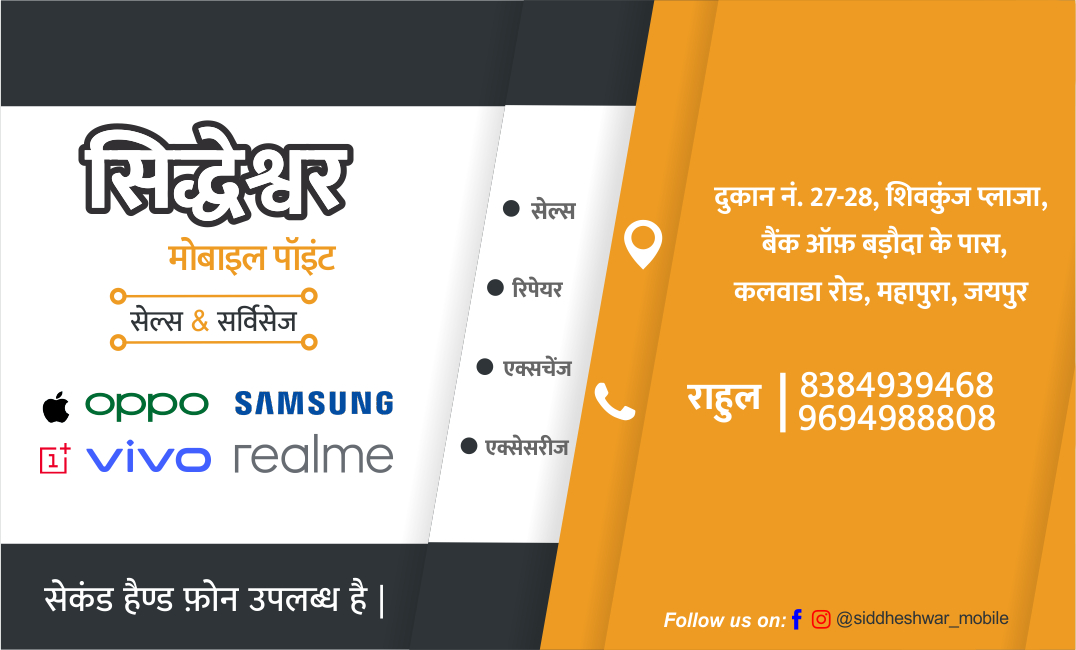 सिद्धेश्वर
मोबाइल पॉइंट
सेल्स & सर्विसेज
oppo SAMSUNG
1+ vivo realme
सेकंड हैण्ड फ़ोन उपलब्ध है |
सेल्स
रिपेयर
एक्सचेंज
एक्सेसरीज
दुकान नं. 27-28, शिवकुंज प्लाजा,
बैंक ऑफ़ बड़ौदा के पास,
कलवाडा रोड, महापुरा, जयपुर
राहुल | 8384939468
9694988808
Follow us on: @siddheshwar_mobile